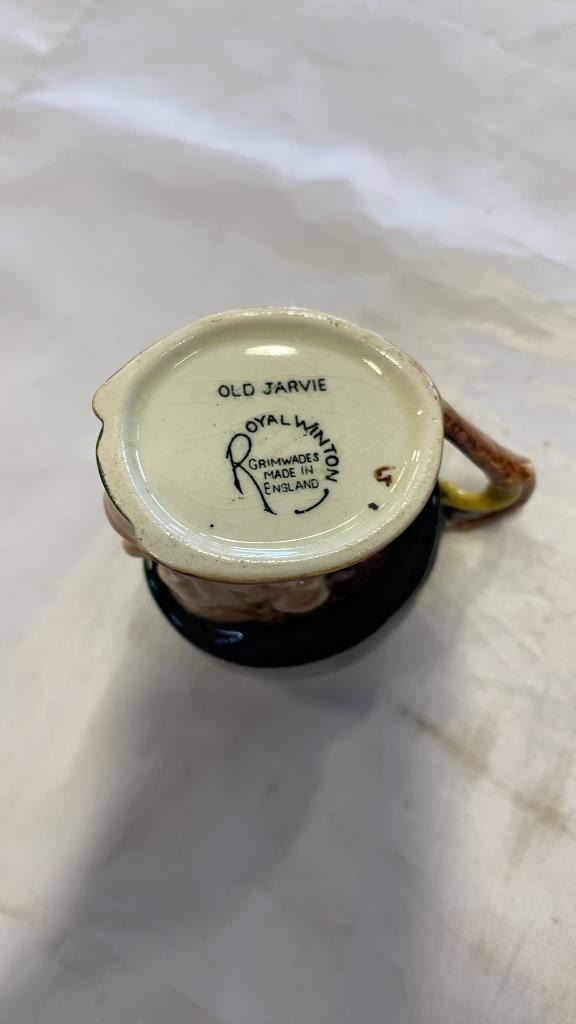 OLD JARVIE
ROYAL WINTON
GRIMWADES
MADE IN
ENGLAND
G